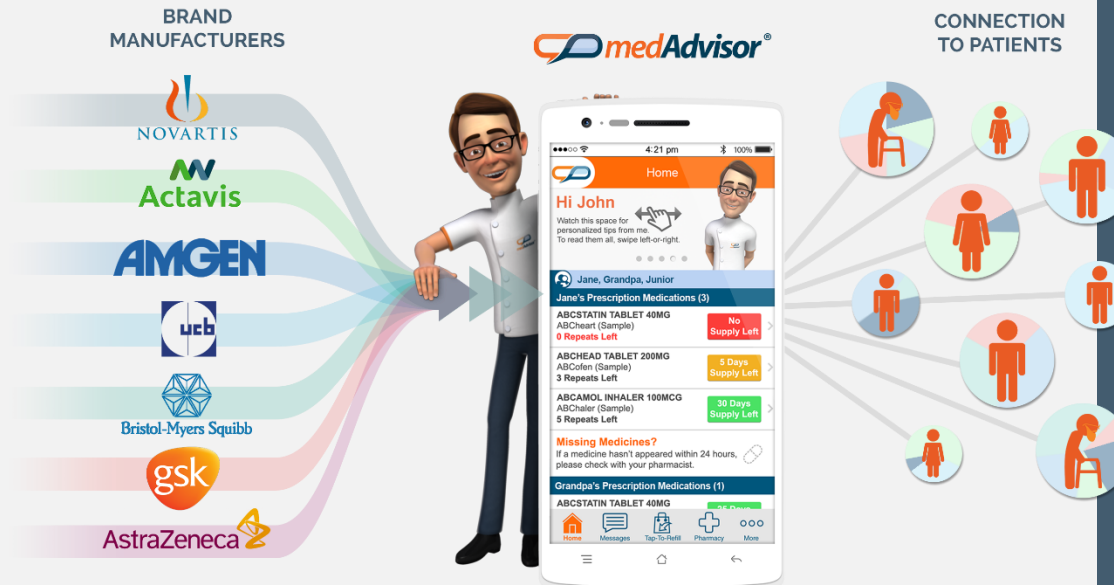 BRAND
MANUFACTURERS
NOVARTIS
Actavis
AMGEN
ucb
Bristol-Myers Squibb
gsk
AstraZeneca
medAdvisor®
4:21 pm
100%
Home
Hi John
Watch this space for
personalized tips from me.
To read them all, swipe left-or-right.
Jane, Grandpa, Junior
Jane's Prescription Medications (3)
ABCSTATIN TABLET 40MG
ABCheart (Sample)
0 Repeats Left
No
Supply Left
ABCHEAD TABLET 200MG
ABCofen (Sample)
3 Repeats Left
5 Days
Supply Left
ABCAMOL INHALER 100MCG
ABChaler (Sample)
5 Repeats Left
30 Days
Supply Left
Missing Medicines?
If a medicine hasn't appeared within 24 hours,
please check with your pharmacist.
Grandpa's Prescription Medications (1)
ABCSTATIN TABLET 40MG
Home
Messages
Tap-To-Refill
Pharmacy
More
CONNECTION
TO PATIENTS